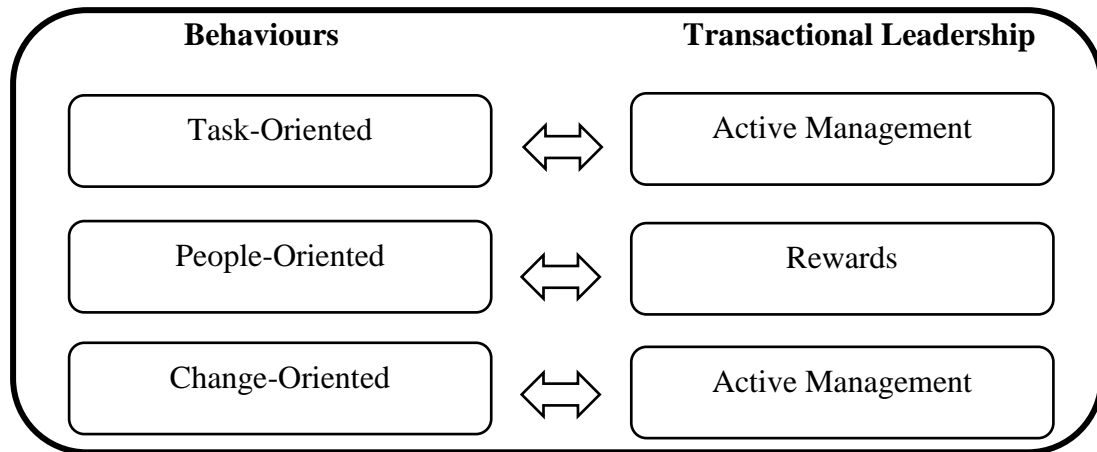 Behaviours
Transactional Leadership
Task-Oriented
Active Management
People-Oriented
Rewards
Change-Oriented
Active Management